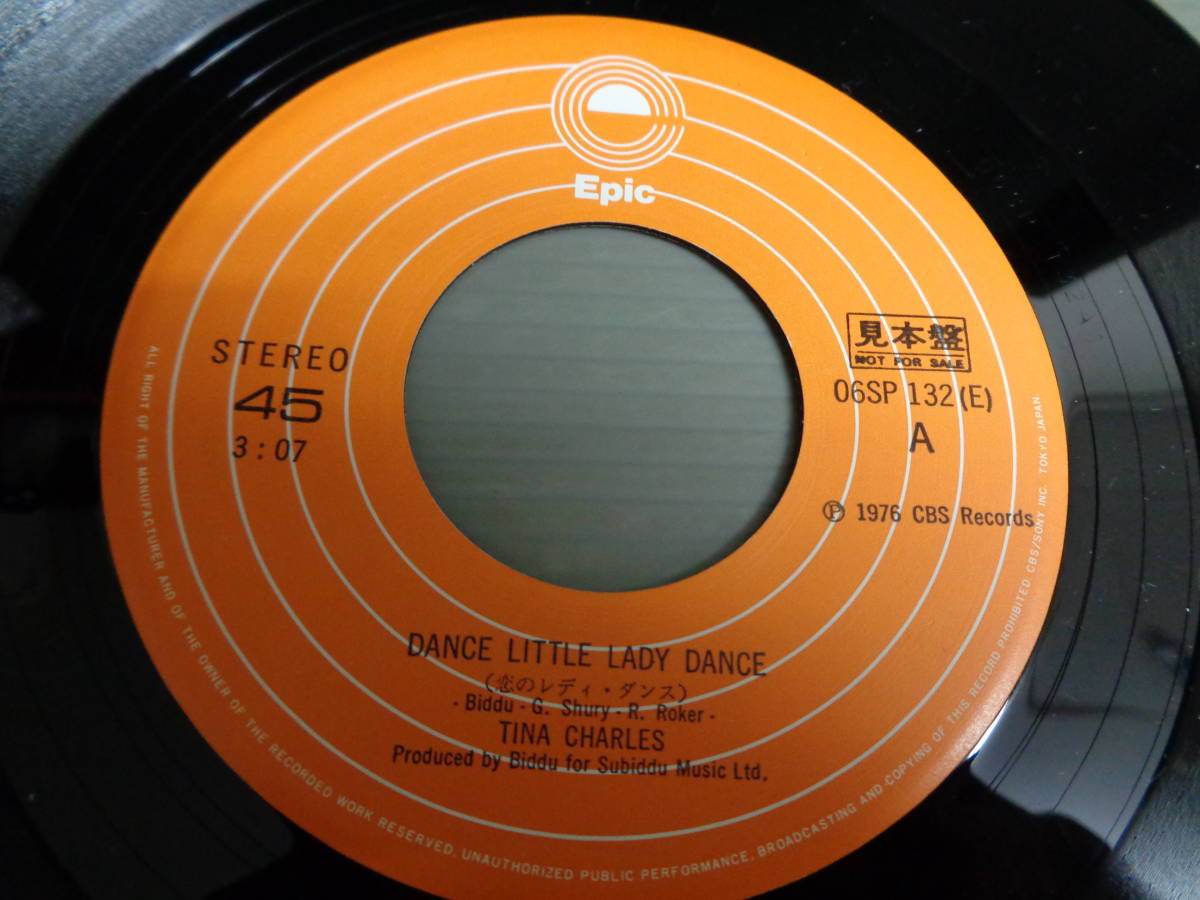 Epic
STEREO
45
3:07
見本盤
NOT FOR SALE
06SP 132(E)
A
Ⓟ 1976 CBS Records
DANCE LITTLE LADY DANCE
(恋のレディ・ダンス)
- Biddu - G. Shury - R. Roker -
TINA CHARLES
Produced by Biddu for Subiddu Music Ltd.
ALL RIGHT OF THE MANUFACTURER AND OF THE OWNER OF THE RECORDED WORK RESERVED. UNAUTHORIZED PUBLIC PERFORMANCE, BROADCASTING AND COPYING OF THIS RECORD PROHIBITED CBS/SONY INC. TOKYO JAPAN